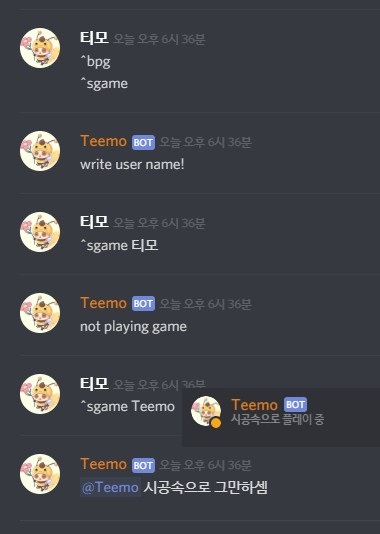 티모 오늘 오후 6시 36분
^bpg
^sgame
Teemo BOT 오늘 오후 6시 36분
write user name!
티모 오늘 오후 6시 36분
^sgame 티모
Teemo BOT 오늘 오후 6시 36분
not playing game
티모 오늘 오후 6시 36분
^sgame Teemo
Teemo BOT
시공속으로 플레이 중
Teemo BOT 오늘 오후 6시 36분
@Teemo 시공속으로 그만하셈